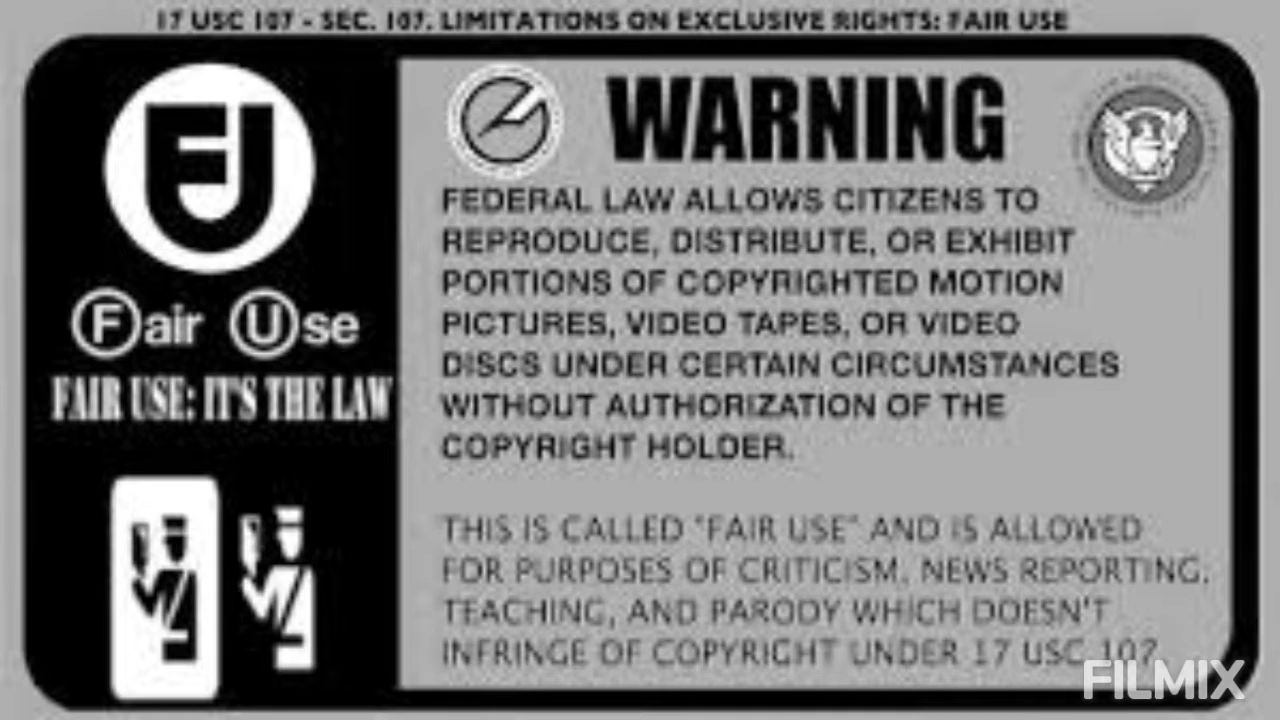 17 USC 107 - SEC. 107. LIMITATIONS ON EXCLUSIVE RIGHTS: FAIR USE
FU
Fair Use
FAIR USE: IT'S THE LAW
WARNING
FEDERAL LAW ALLOWS CITIZENS TO
REPRODUCE, DISTRIBUTE, OR EXHIBIT
PORTIONS OF COPYRIGHTED MOTION
PICTURES, VIDEO TAPES, OR VIDEO
DISCS UNDER CERTAIN CIRCUMSTANCES
WITHOUT AUTHORIZATION OF THE
COPYRIGHT HOLDER.
THIS IS CALLED "FAIR USE" AND IS ALLOWED
FOR PURPOSES OF CRITICISM, NEWS REPORTING,
TEACHING, AND PARODY WHICH DOESN'T
INFRINGE OF COPYRIGHT UNDER 17 USC 107.
FILMIX